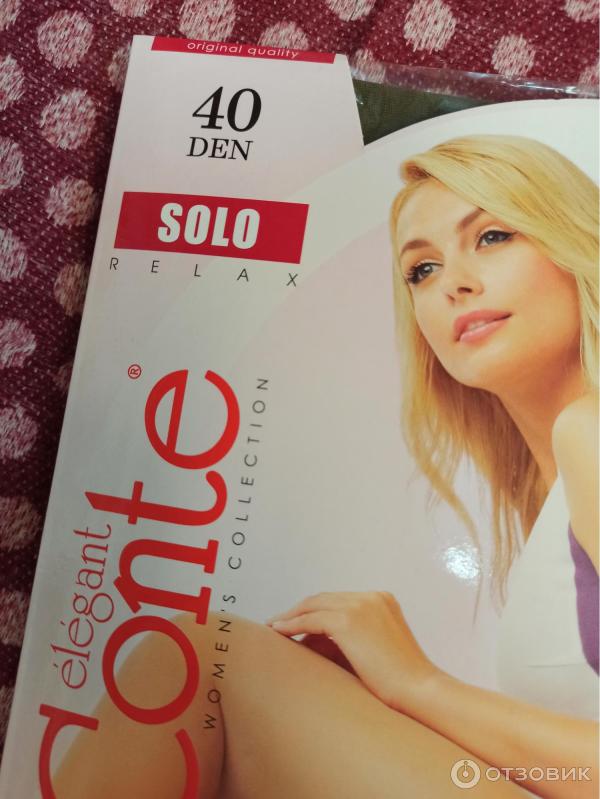 original quality
40
DEN
SOLO
RELAX
élégant
Conte®
WOMEN'S COLLECTION
ОТЗОВИК